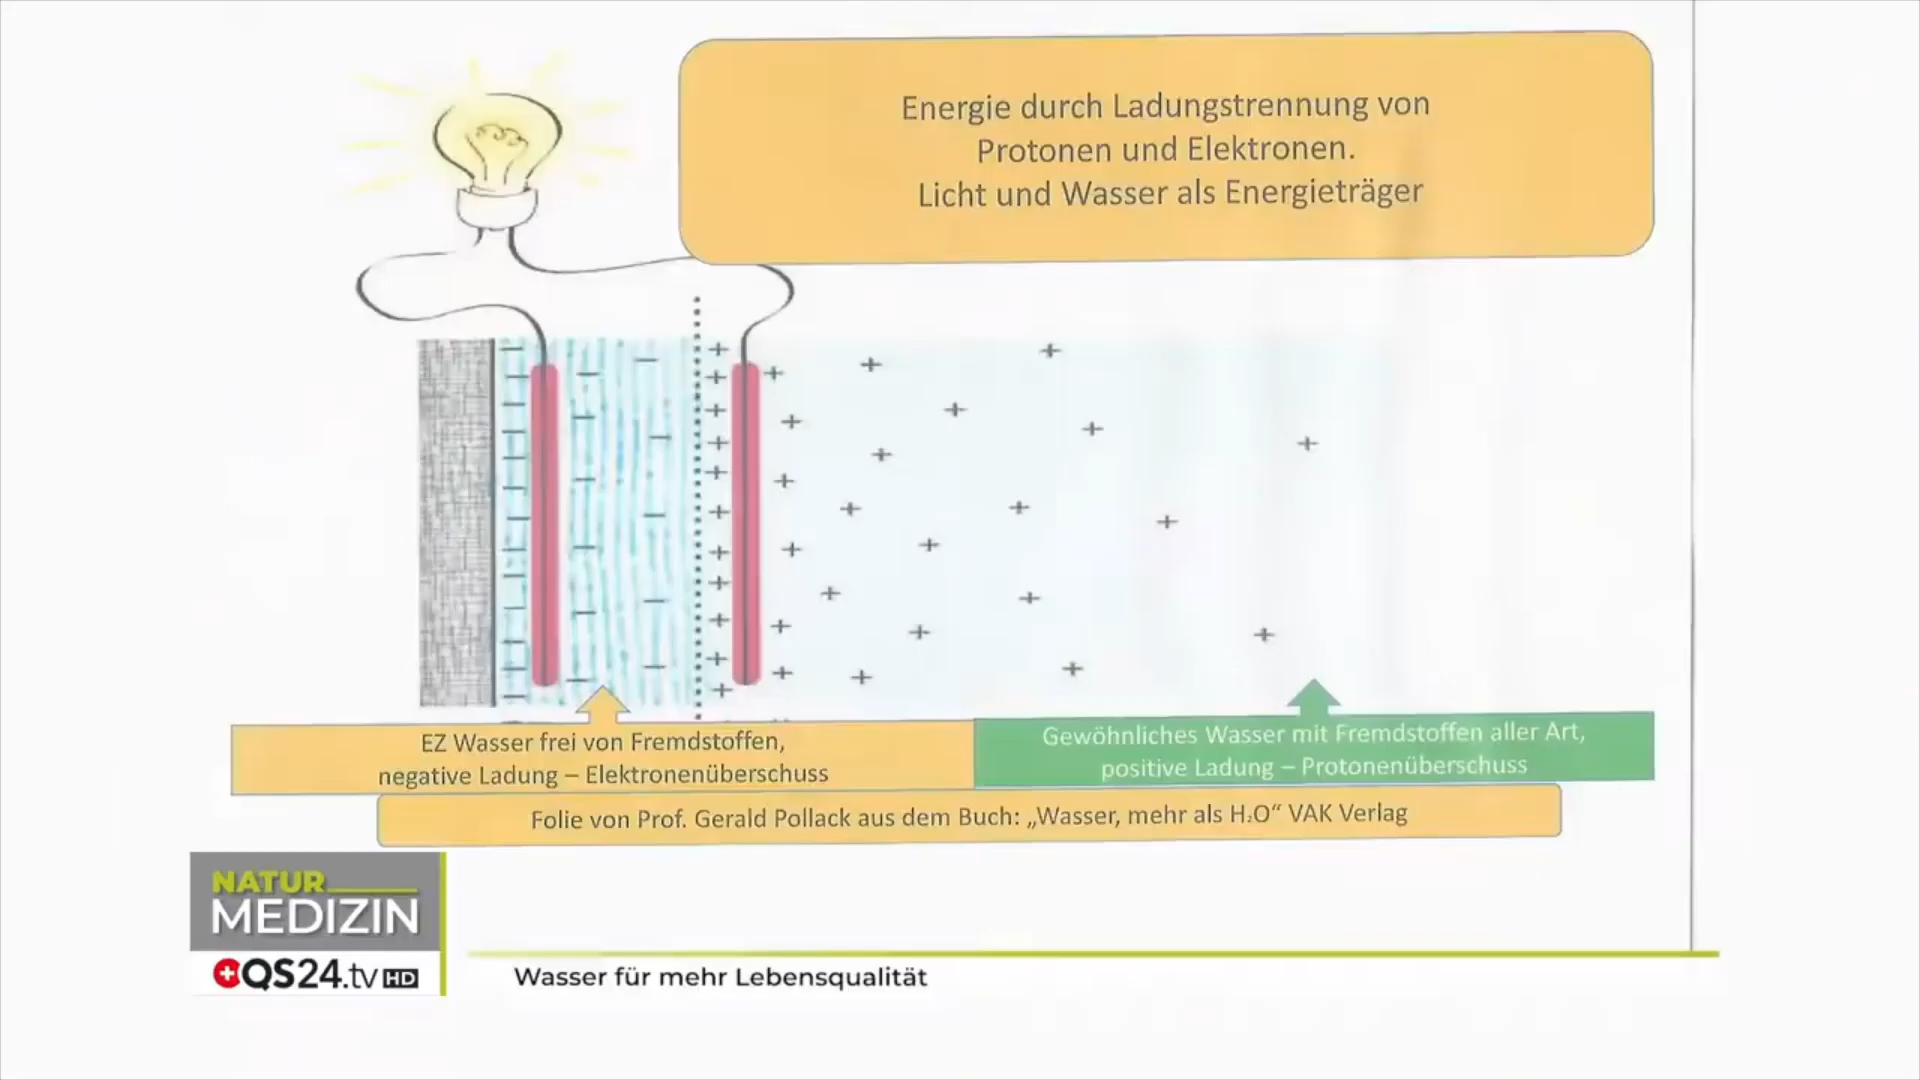 Energie durch Ladungstrennung von
Protonen und Elektronen.
Licht und Wasser als Energieträger
EZ Wasser frei von Fremdstoffen,
negative Ladung – Elektronenüberschuss
Gewöhnliches Wasser mit Fremdstoffen aller Art,
positive Ladung – Protonenüberschuss
Folie von Prof. Gerald Pollack aus dem Buch: „Wasser, mehr als H₂O“ VAK Verlag
NATUR
MEDIZIN
QS24.tv HD
Wasser für mehr Lebensqualität